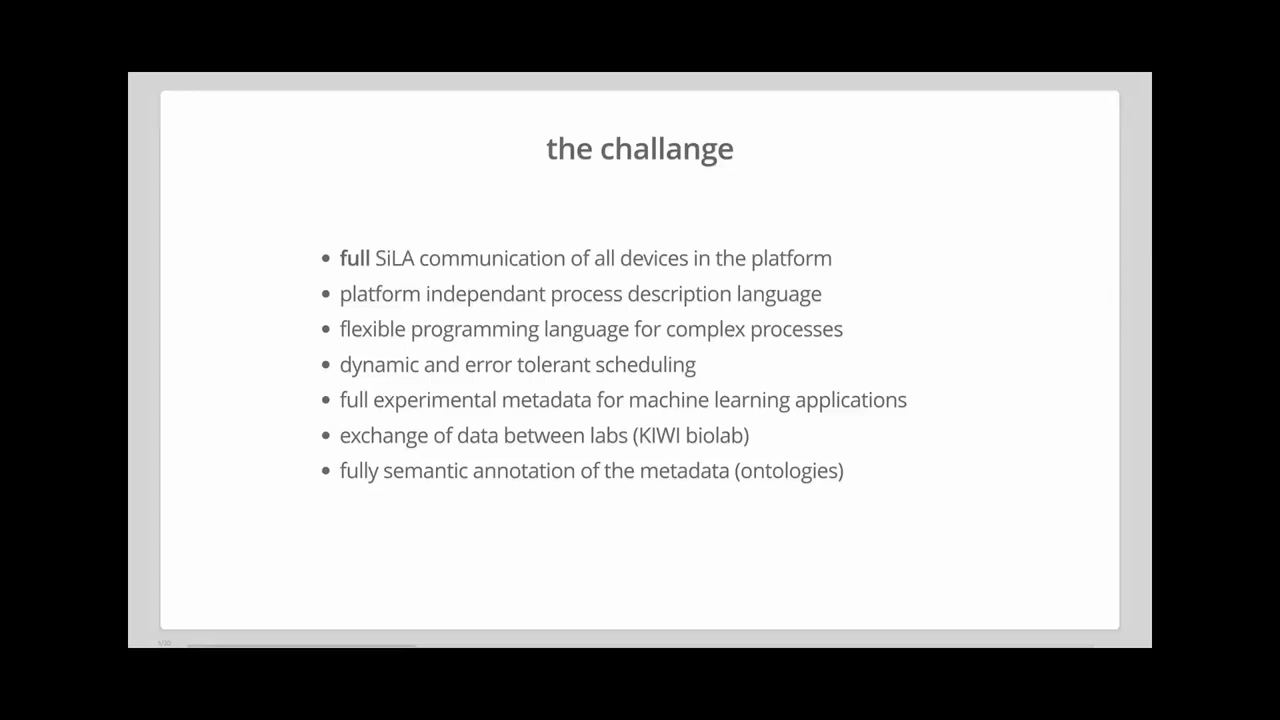 the challange
• full SiLA communication of all devices in the platform
• platform independant process description language
• flexible programming language for complex processes
• dynamic and error tolerant scheduling
• full experimental metadata for machine learning applications
• exchange of data between labs (KIWI biolab)
• fully semantic annotation of the metadata (ontologies)